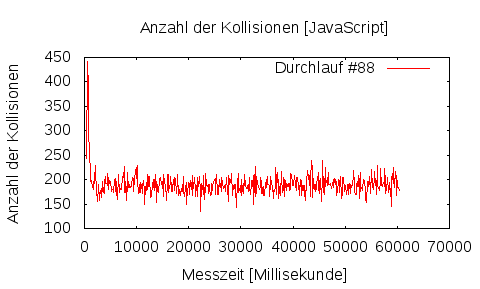 Anzahl der Kollisionen [JavaScript]
Durchlauf #88
Anzahl der Kollisionen
450
400
350
300
250
200
150
100
0 10000 20000 30000 40000 50000 60000 70000
Messzeit [Millisekunde]